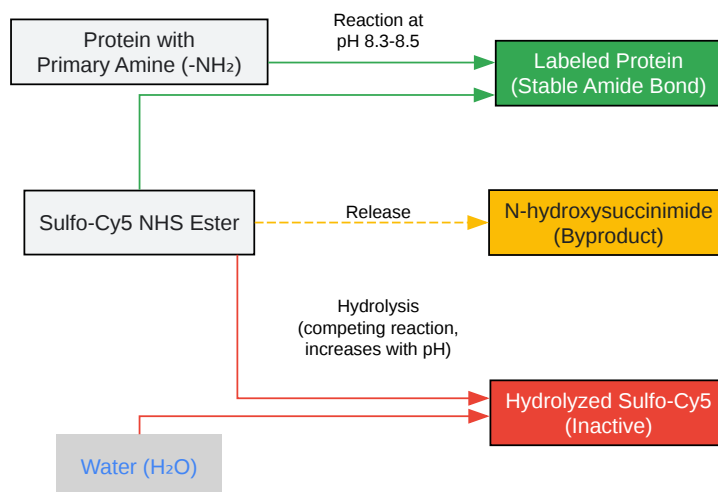 Reaction at
pH 8.3-8.5
Protein with
Primary Amine (-NH₂)
Labeled Protein
(Stable Amide Bond)
Sulfo-Cy5 NHS Ester
Release
N-hydroxysuccinimide
(Byproduct)
Hydrolysis
(competing reaction,
increases with pH)
Hydrolyzed Sulfo-Cy5
(Inactive)
Water (H₂O)